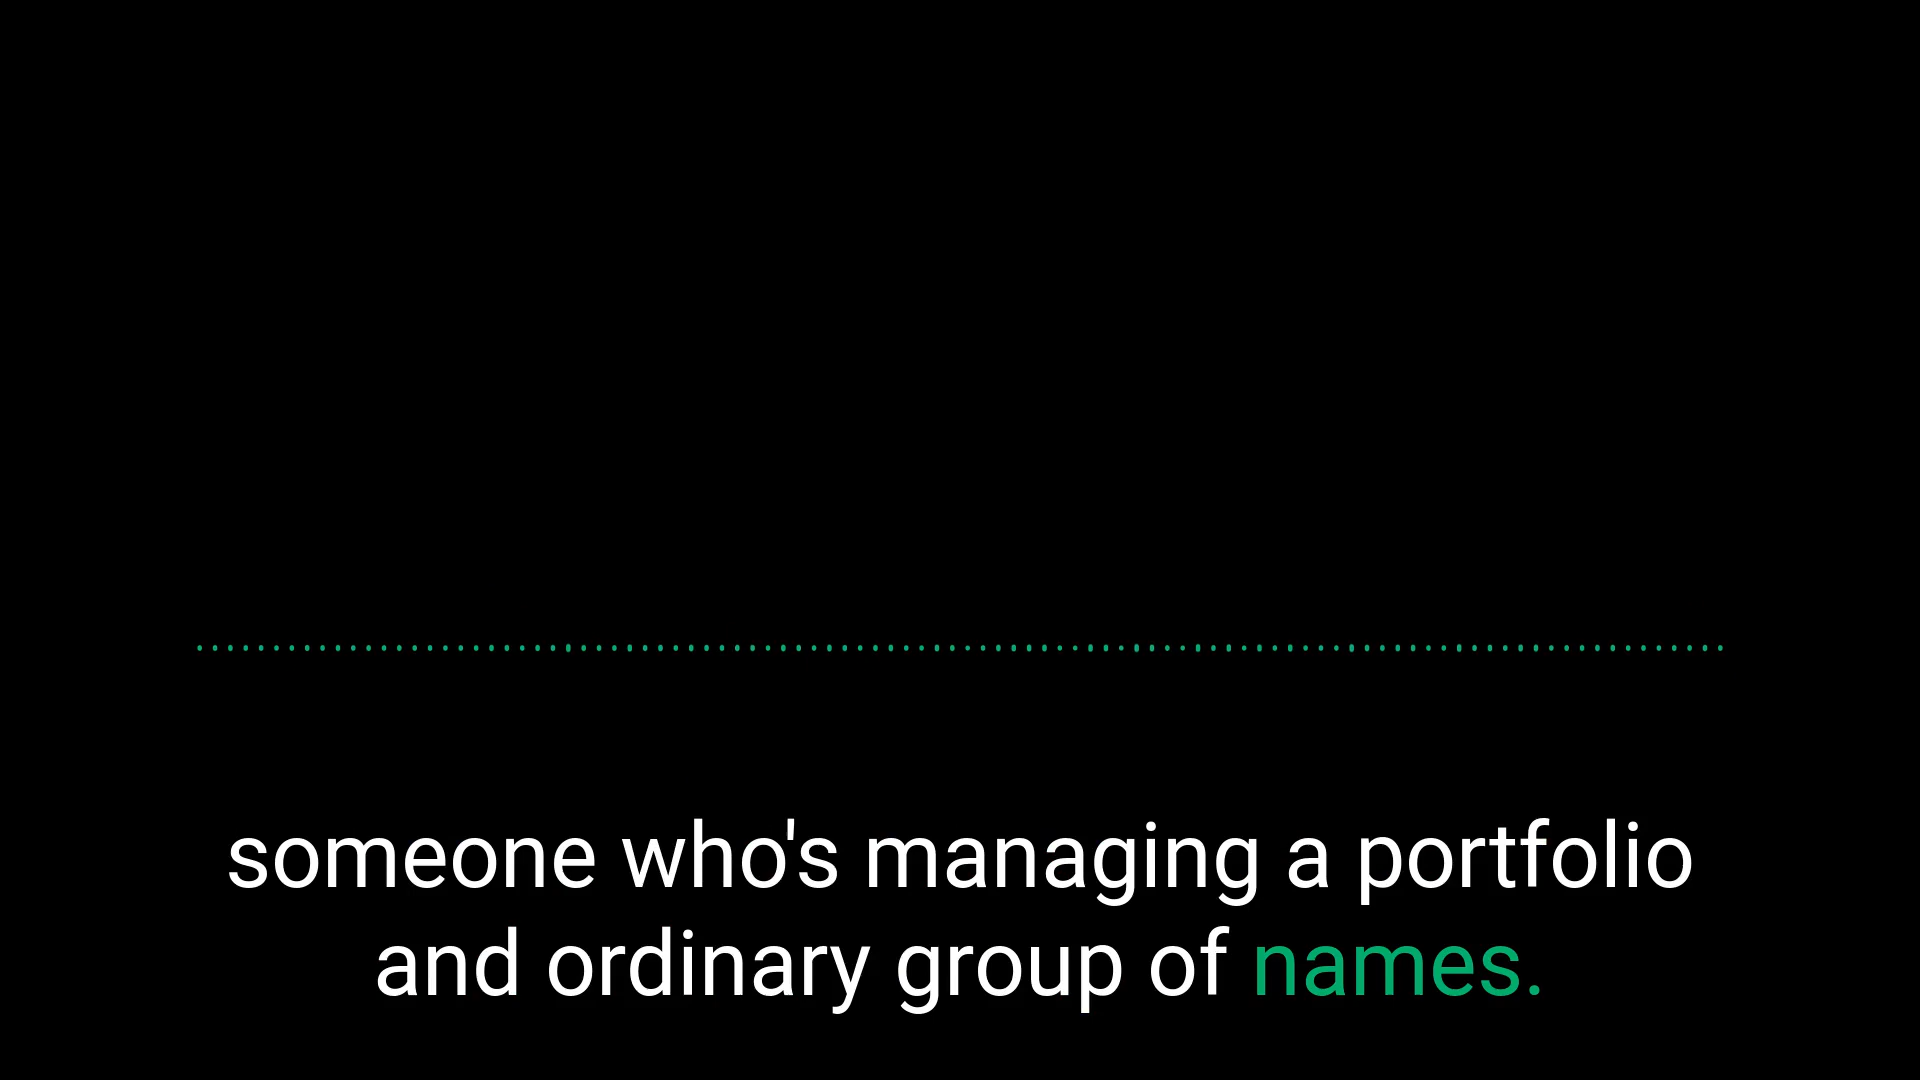 someone who's managing a portfolio
and ordinary group of names.